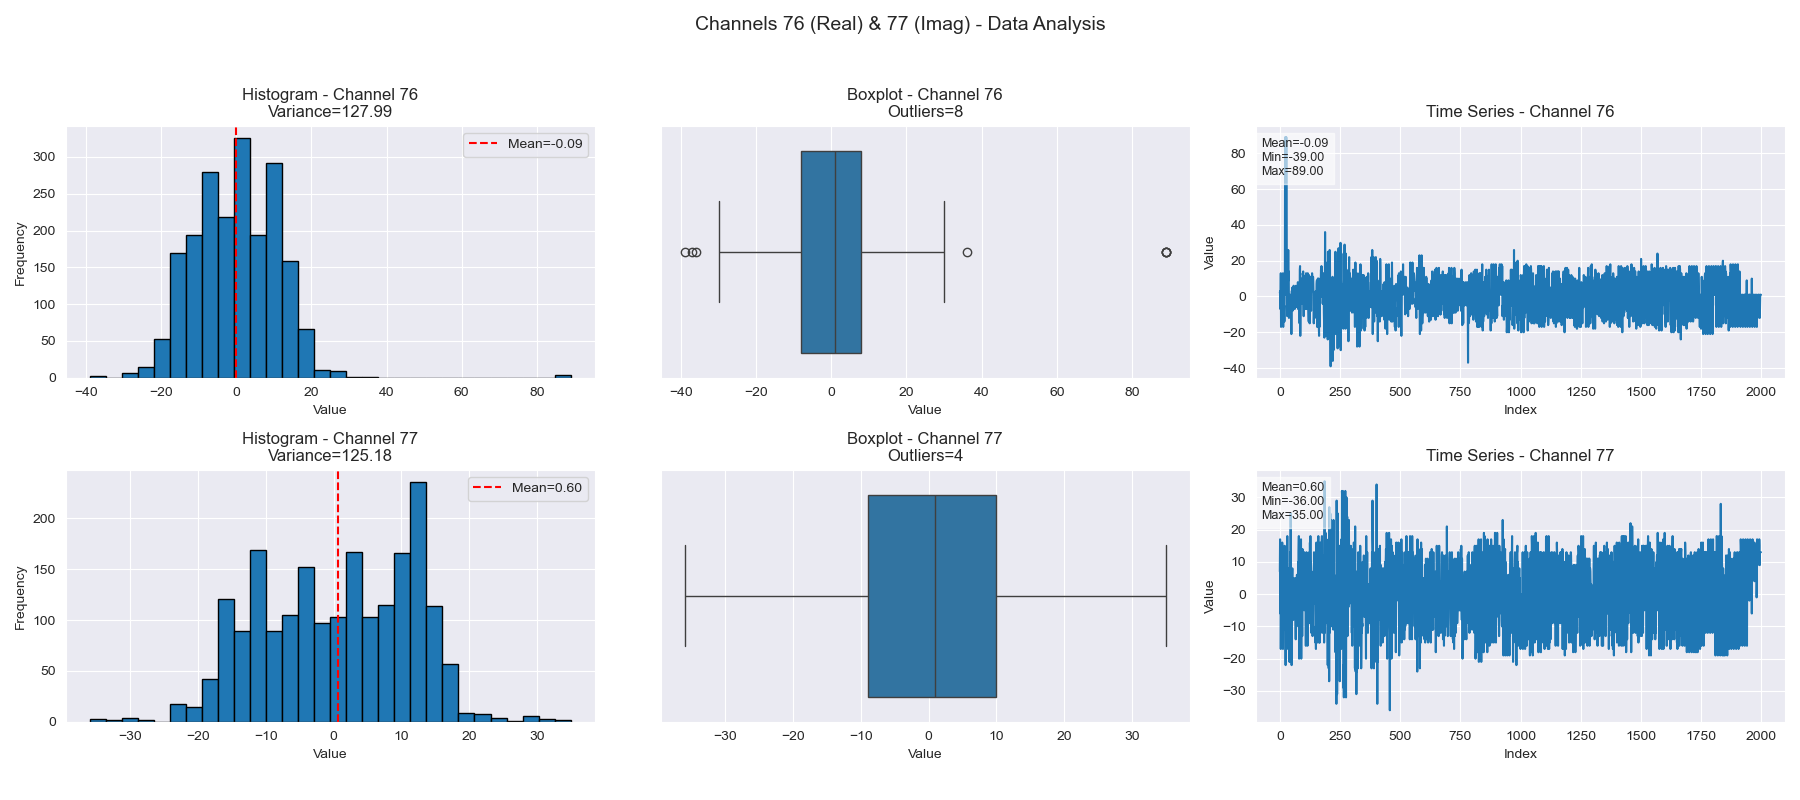 Channels 76 (Real) & 77 (Imag) - Data Analysis
Histogram - Channel 76
Variance=127.99
Mean=-0.09
Frequency
0
50
100
150
200
250
300
−40
−20
0
20
40
60
80
Value
Boxplot - Channel 76
Outliers=8
−40
−20
0
20
40
60
80
Value
Time Series - Channel 76
Mean=-0.09
Min=-39.00
Max=89.00
Value
80
60
40
20
0
−20
−40
0
250
500
750
1000
1250
1500
1750
2000
Index
Histogram - Channel 77
Variance=125.18
Mean=0.60
Frequency
0
50
100
150
200
−30
−20
−10
0
10
20
30
Value
Boxplot - Channel 77
Outliers=4
−30
−20
−10
0
10
20
30
Value
Time Series - Channel 77
Mean=0.60
Min=-36.00
Max=35.00
Value
30
20
10
0
−10
−20
−30
0
250
500
750
1000
1250
1500
1750
2000
Index